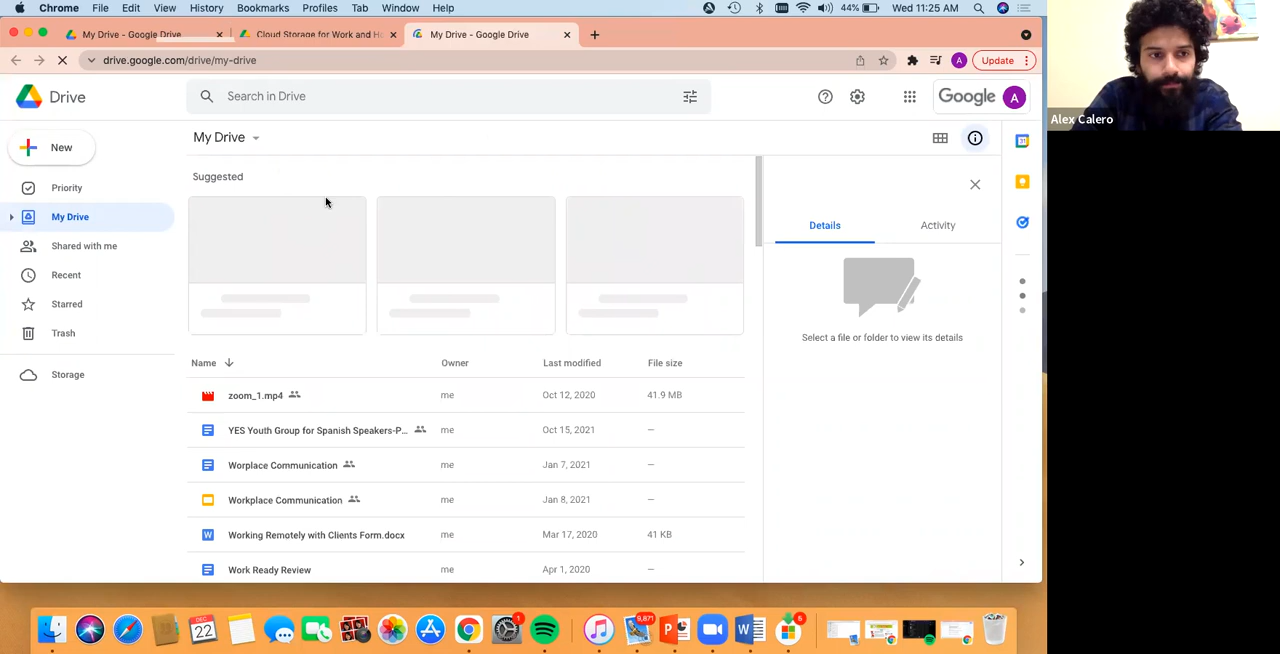 Chrome File Edit View History Bookmarks Profiles Tab Window Help 44% Wed 11:25 AM
My Drive - Google Drive Cloud Storage for Work and H My Drive - Google Drive
drive.google.com/drive/my-drive A Update
Drive Search in Drive Google A
New
My Drive
Suggested
Priority
My Drive
Shared with me
Recent
Starred
Trash
Storage
Details Activity
Select a file or folder to view its details
Name Owner Last modified File size
zoom_1.mp4 me Oct 12, 2020 41.9 MB
YES Youth Group for Spanish Speakers-P... me Oct 15, 2021 —
Worplace Communication me Jan 7, 2021 —
Workplace Communication me Jan 8, 2021 —
Working Remotely with Clients Form.docx me Mar 17, 2020 41 KB
Work Ready Review me Apr 1, 2020 —
Alex Calero
DEC
22
1
9,871
6